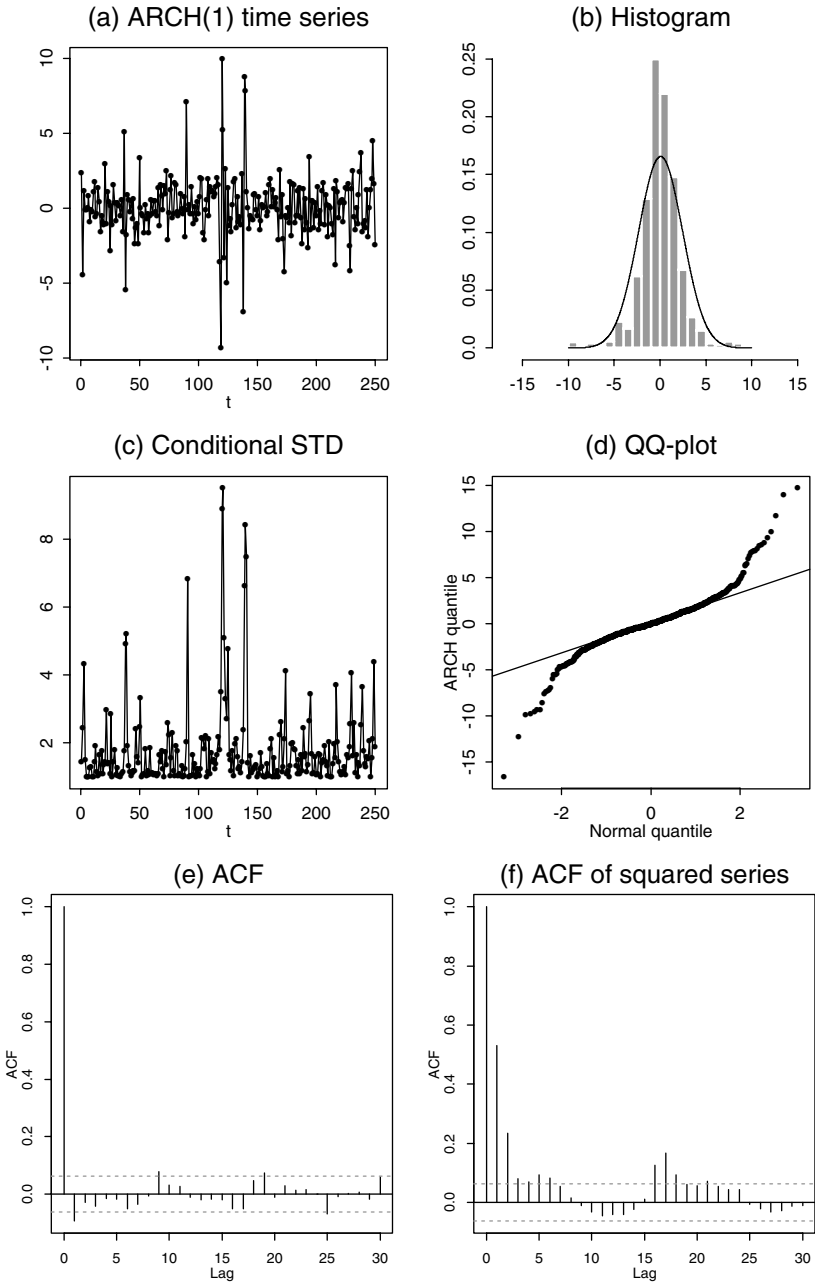 (a) ARCH(1) time series
10
5
0
-5
-10
0 50 100 150 200 250
t
(b) Histogram
0.25
0.20
0.15
0.10
0.05
0.0
-15 -10 -5 0 5 10 15
(c) Conditional STD
8
6
4
2
0 50 100 150 200 250
t
(d) QQ-plot
ARCH quantile
15
10
5
0
-5
-10
-15
-2 0 2
Normal quantile
(e) ACF
ACF
1.0
0.8
0.6
0.4
0.2
0.0
0 5 10 15 20 25 30
Lag
(f) ACF of squared series
ACF
1.0
0.8
0.6
0.4
0.2
0.0
0 5 10 15 20 25 30
Lag